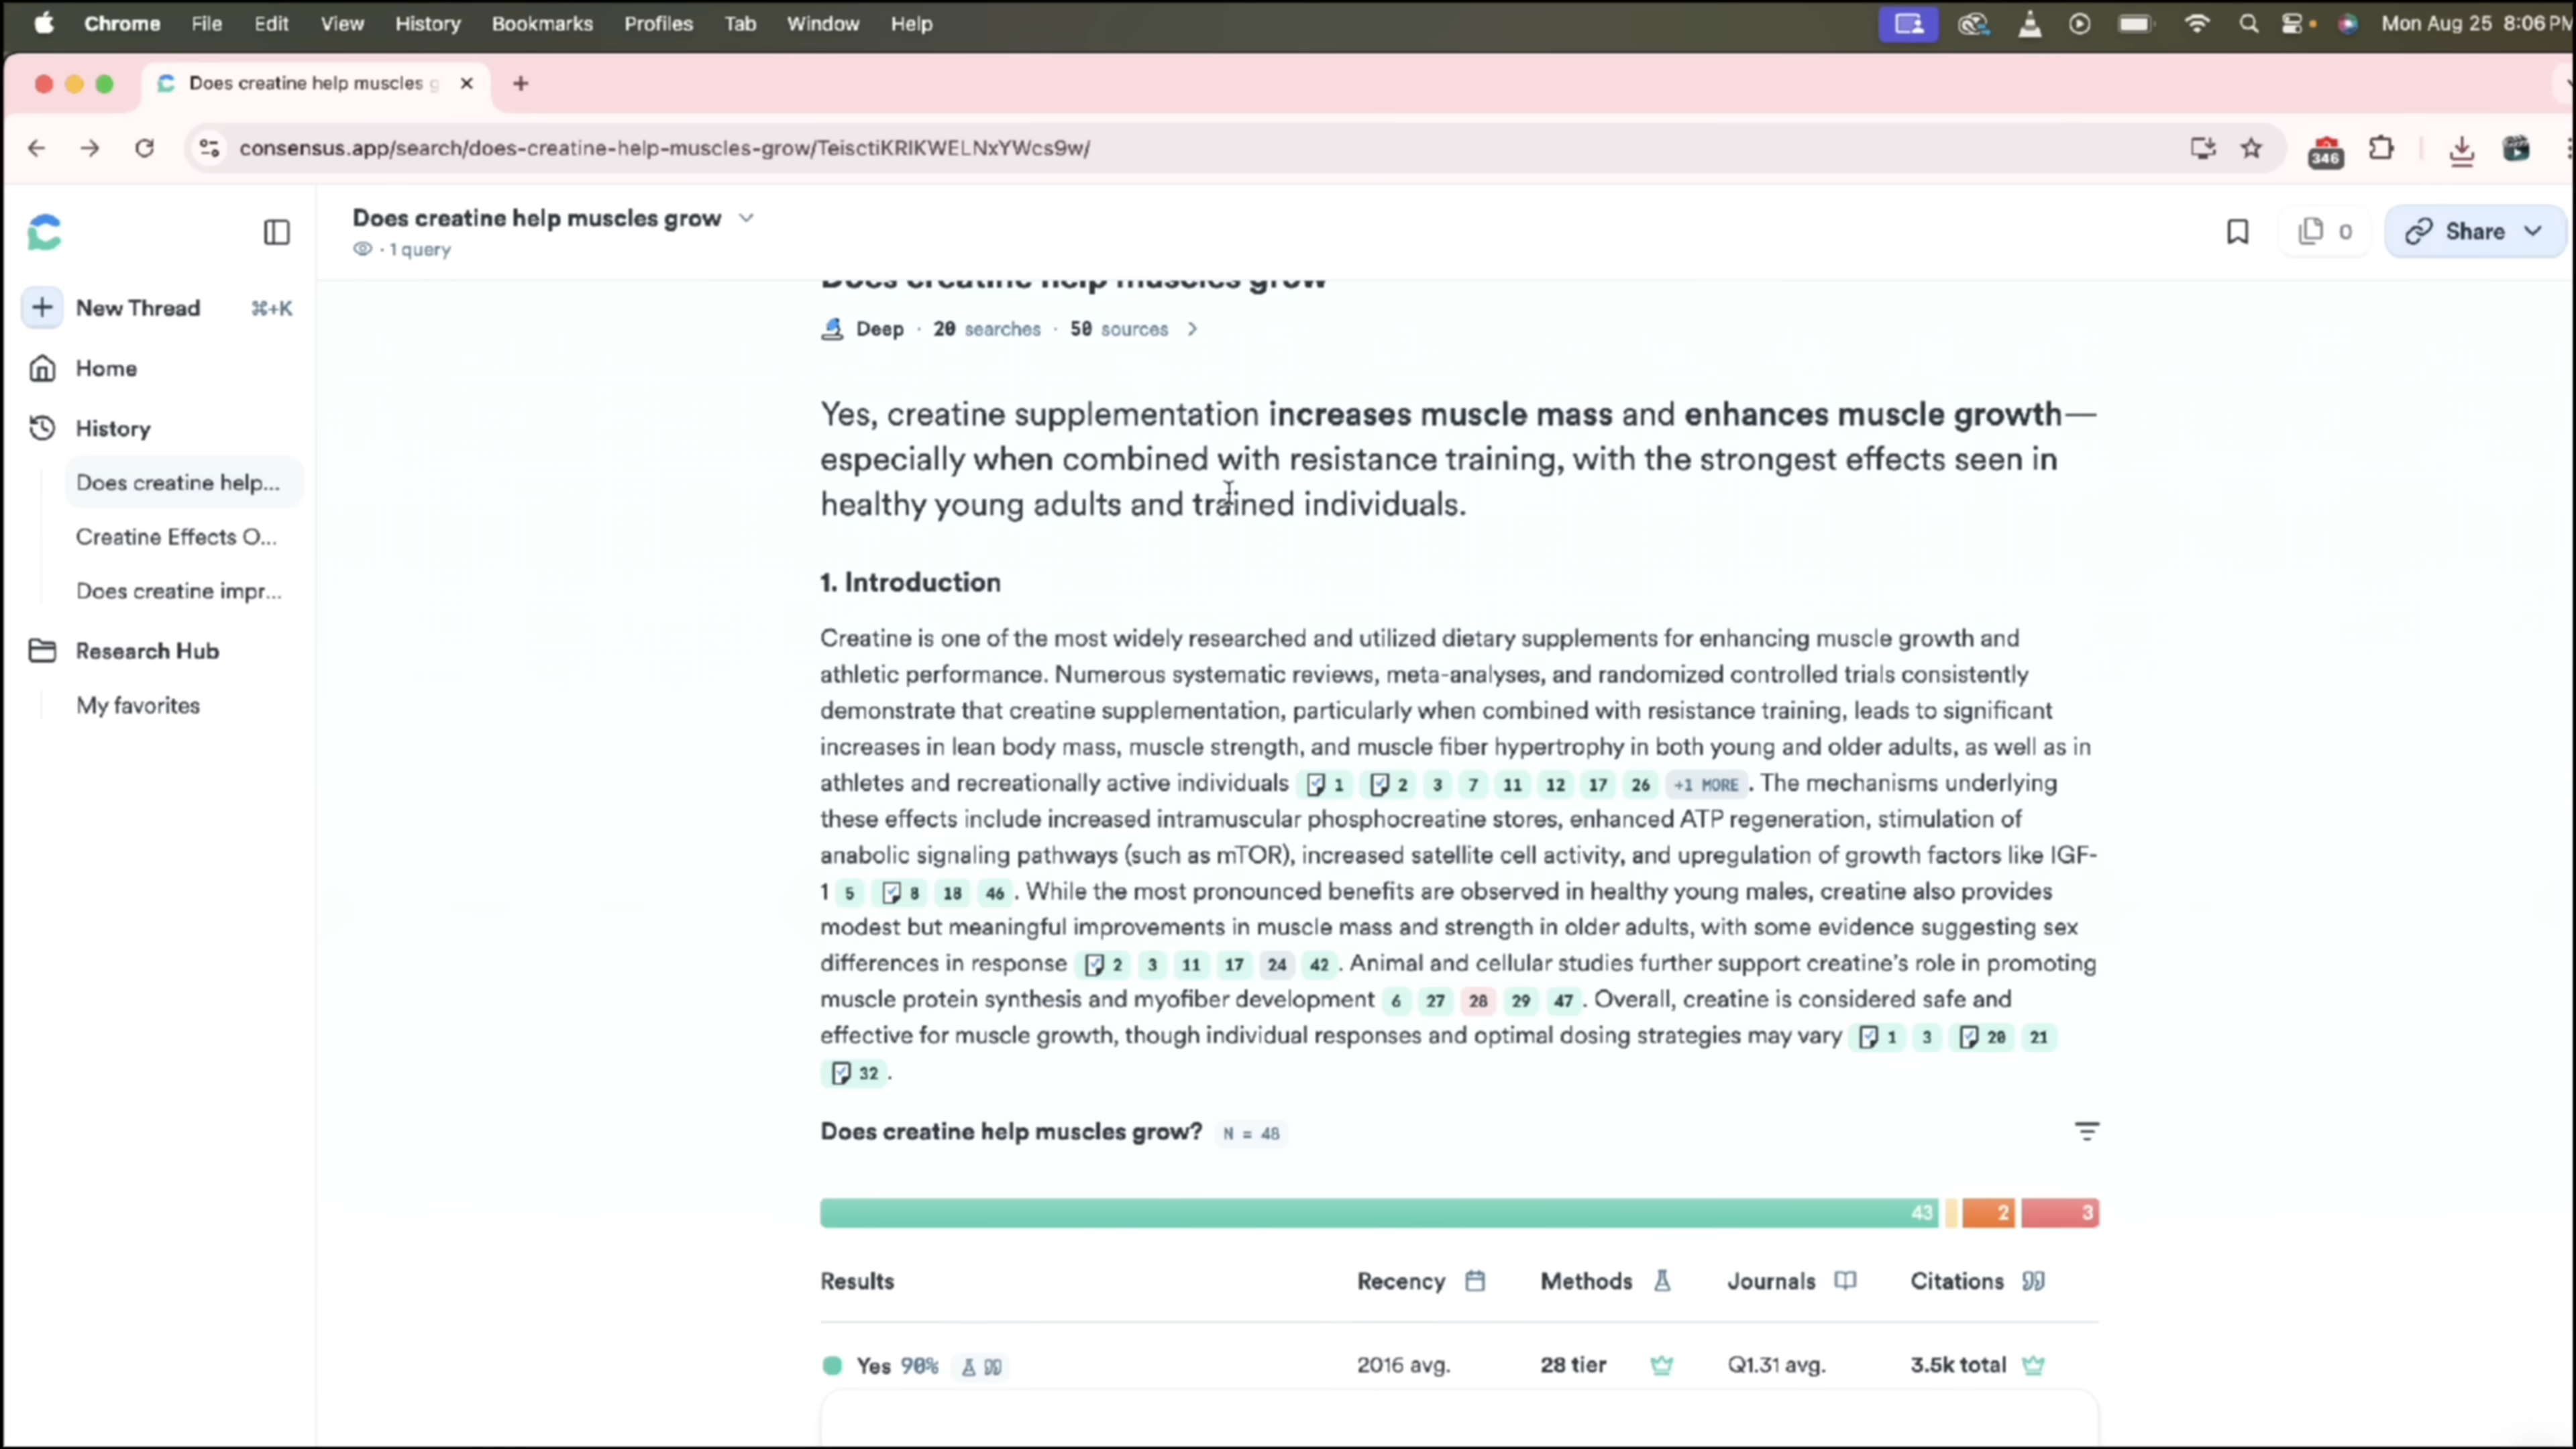 Chrome File Edit View History Bookmarks Profiles Tab Window Help Mon Aug 25 8:06 PM
Does creatine help muscles g
consensus.app/search/does-creatine-help-muscles-grow/TeisctiKRIKWELNxYWcs9w/
346
Does creatine help muscles grow
· 1 query
0
Share
New Thread ⌘+K
Home
History
Does creatine help...
Creatine Effects O...
Does creatine impr...
Research Hub
My favorites
Does creatine help muscles grow
Deep · 20 searches · 50 sources
Yes, creatine supplementation increases muscle mass and enhances muscle growth—
especially when combined with resistance training, with the strongest effects seen in
healthy young adults and trained individuals.
1. Introduction
Creatine is one of the most widely researched and utilized dietary supplements for enhancing muscle growth and
athletic performance. Numerous systematic reviews, meta-analyses, and randomized controlled trials consistently
demonstrate that creatine supplementation, particularly when combined with resistance training, leads to significant
increases in lean body mass, muscle strength, and muscle fiber hypertrophy in both young and older adults, as well as in
athletes and recreationally active individuals 1 2 3 7 11 12 17 26 +1 MORE . The mechanisms underlying
these effects include increased intramuscular phosphocreatine stores, enhanced ATP regeneration, stimulation of
anabolic signaling pathways (such as mTOR), increased satellite cell activity, and upregulation of growth factors like IGF-
1 5 8 18 46 . While the most pronounced benefits are observed in healthy young males, creatine also provides
modest but meaningful improvements in muscle mass and strength in older adults, with some evidence suggesting sex
differences in response 2 3 11 17 24 42 . Animal and cellular studies further support creatine's role in promoting
muscle protein synthesis and myofiber development 6 27 28 29 47 . Overall, creatine is considered safe and
effective for muscle growth, though individual responses and optimal dosing strategies may vary 1 3 20 21
32 .
Does creatine help muscles grow? N = 48
43 2 3
Results Recency Methods Journals Citations
Yes 90% 2016 avg. 28 tier Q1.31 avg. 3.5k total